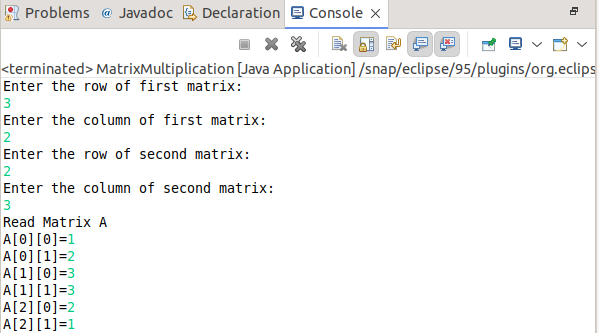 Problems @ Javadoc Declaration Console
<terminated> MatrixMultiplication [Java Application] /snap/eclipse/95/plugins/org.eclips
Enter the row of first matrix:
3
Enter the column of first matrix:
2
Enter the row of second matrix:
2
Enter the column of second matrix:
3
Read Matrix A
A[0][0]=1
A[0][1]=2
A[1][0]=3
A[1][1]=3
A[2][0]=2
A[2][1]=1